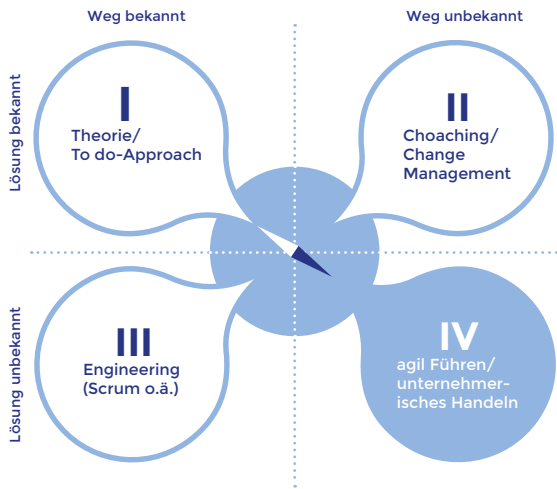 Weg bekannt
Weg unbekannt
Lösung bekannt
I
Theorie/
To do-Approach
II
Choaching/
Change
Management
Lösung unbekannt
III
Engineering
(Scrum o.ä.)
IV
agil Führen/
unternehmer-
isches Handeln